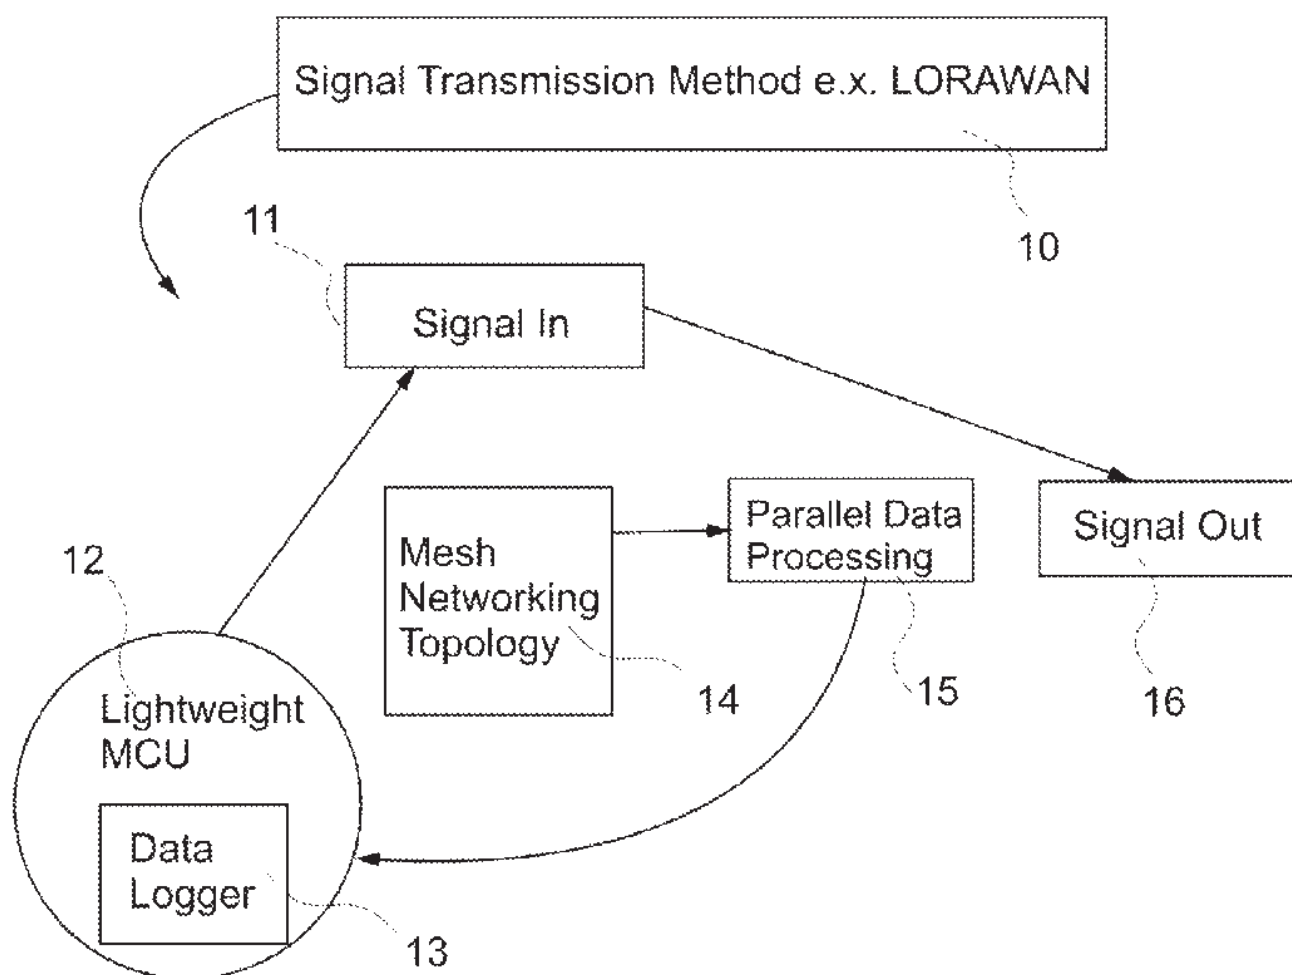 Signal Transmission Method e.x. LORAWAN
10
11
Signal In
12
Lightweight
MCU
Data
Logger
13
Mesh
Networking
Topology
14
Parallel Data
Processing
15
Signal Out
16